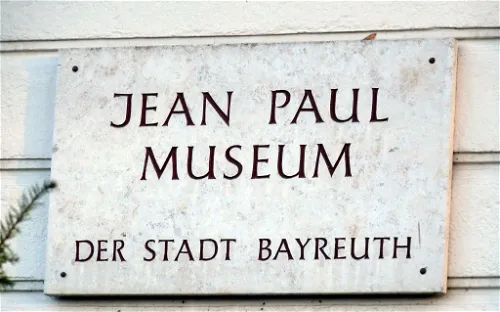 JEAN PAUL
MUSEUM
DER STADT BAYREUTH